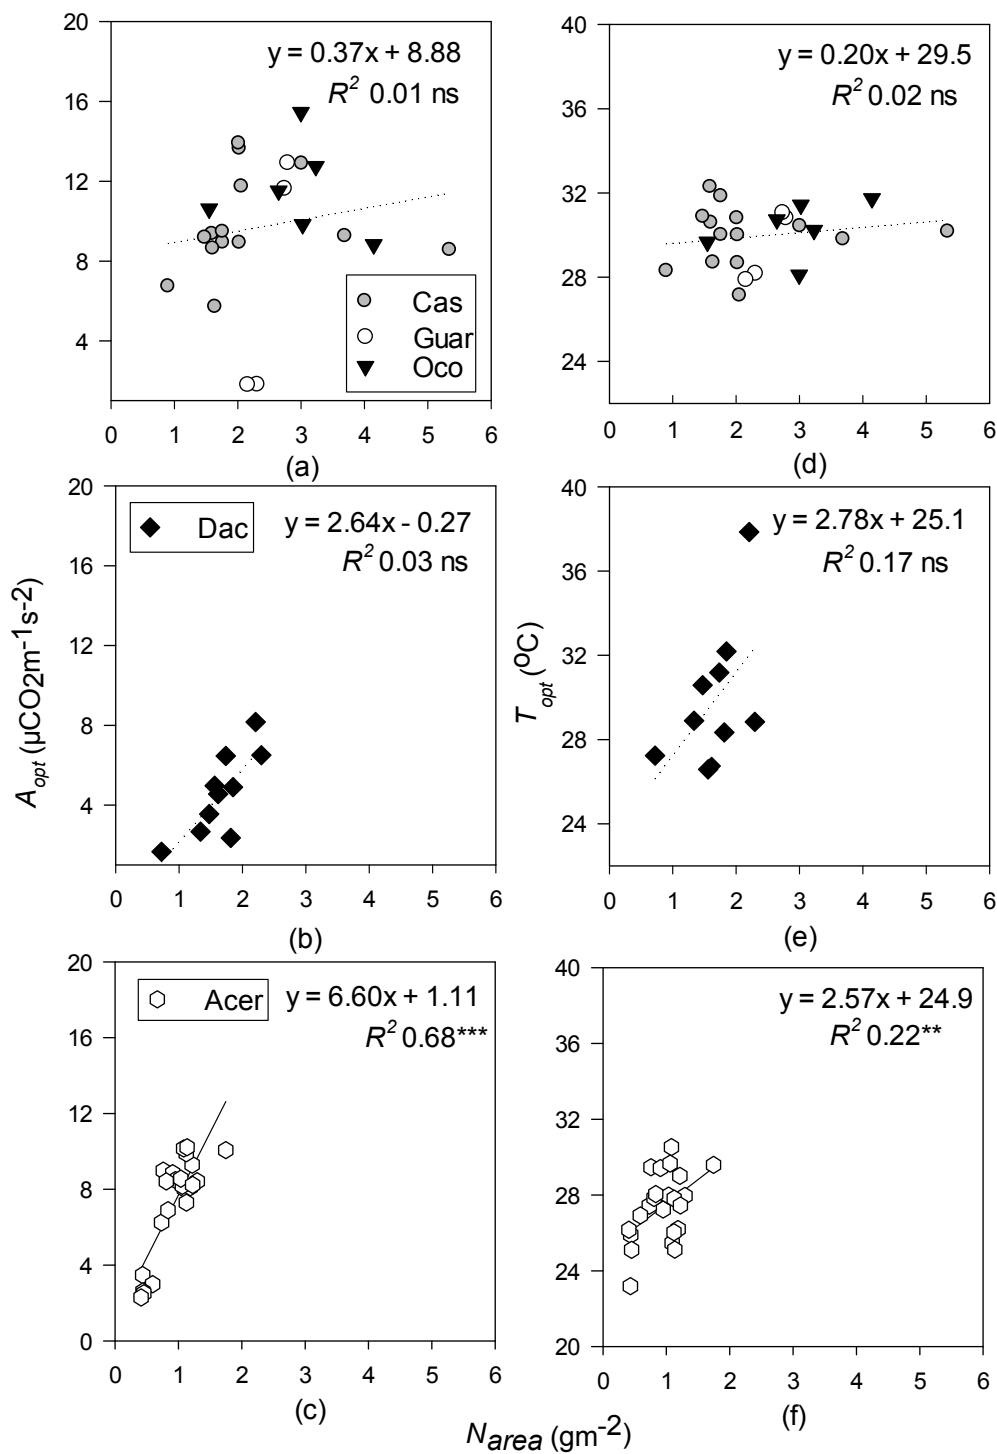 y = 0.37x + 8.88
R² 0.01 ns
20
16
12
8
4
Cas
Guar
Oco
0 1 2 3 4 5 6
(a)
y = 0.20x + 29.5
R² 0.02 ns
40
36
32
28
24
0 1 2 3 4 5 6
(d)
Dac
y = 2.64x - 0.27
R² 0.03 ns
20
16
12
8
4
0 1 2 3 4 5 6
(b)
A opt (µCO2m-1s-2)
y = 2.78x + 25.1
R² 0.17 ns
40
36
32
28
24
0 1 2 3 4 5 6
(e)
T opt (ºC)
Acer
y = 6.60x + 1.11
R² 0.68***
20
16
12
8
4
0
0 1 2 3 4 5 6
(c)
y = 2.57x + 24.9
R² 0.22**
40
36
32
28
24
20
0 1 2 3 4 5 6
(f)
N area (gm-2)